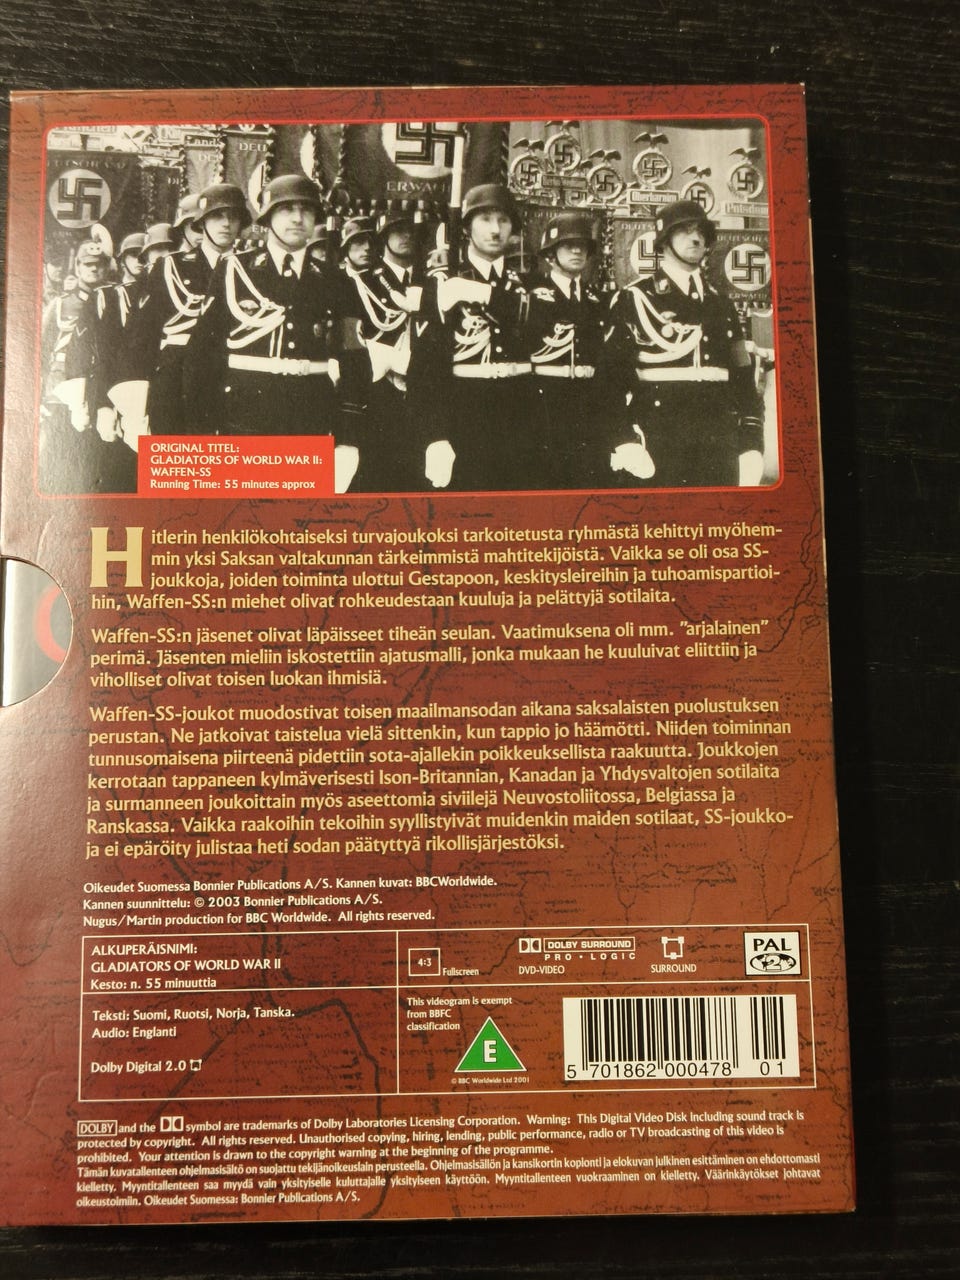 DEUTSCHLAND
ERWACHE
Oberbarnim
Potsdam
ERWACHE
ORIGINAL TITEL:
GLADIATORS OF WORLD WAR II:
WAFFEN-SS
Running Time: 55 minutes approx
Hitlerin henkilökohtaiseksi turvajoukoksi tarkoitetusta ryhmästä kehittyi myöhem-
min yksi Saksan valtakunnan tärkeimmistä mahtitekijöistä. Vaikka se oli osa SS-
joukkoja, joiden toiminta ulottui Gestapoon, keskitysleireihin ja tuhoamispartioi-
hin, Waffen-SS:n miehet olivat rohkeudestaan kuuluja ja pelättyjä sotilaita.
Waffen-SS:n jäsenet olivat läpäisseet tiheän seulan. Vaatimuksena oli mm. ”arjalainen”
perimä. Jäsenten mieliin iskostettiin ajatusmalli, jonka mukaan he kuuluivat eliittiin ja
viholliset olivat toisen luokan ihmisiä.
Waffen-SS-joukot muodostivat toisen maailmansodan aikana saksalaisten puolustuksen
perustan. Ne jatkoivat taistelua vielä sittenkin, kun tappio jo häämötti. Niiden toiminnan
tunnusomaisena piirteenä pidettiin sota-ajallekin poikkeuksellista raakuutta. Joukkojen
kerrotaan tappaneen kylmäverisesti Ison-Britannian, Kanadan ja Yhdysvaltojen sotilaita
ja surmanneen joukoittain myös aseettomia siviilejä Neuvostoliitossa, Belgiassa ja
Ranskassa. Vaikka raakoihin tekoihin syyllistyivät muidenkin maiden sotilaat, SS-joukko-
ja ei epäröity julistaa heti sodan päätyttyä rikollisjärjestöksi.
Oikeudet Suomessa Bonnier Publications A/S. Kannen kuvat: BBCWorldwide.
Kannen suunnittelu: © 2003 Bonnier Publications A/S.
Nugus/Martin production for BBC Worldwide. All rights reserved.
ALKUPERÄISNIMI:
GLADIATORS OF WORLD WAR II
Kesto: n. 55 minuuttia
4:3
Fullscreen
DVD-VIDEO
DOLBY SURROUND
PRO • LOGIC
SURROUND
PAL
2
Teksti: Suomi, Ruotsi, Norja, Tanska.
Audio: Englanti
Dolby Digital 2.0
This videogram is exempt
from BBFC
classification
E
© BBC Worldwide Ltd 2001
5 701862 000478 01
DOLBY and the symbol are trademarks of Dolby Laboratories Licensing Corporation. Warning: This Digital Video Disk including sound track is
protected by copyright. All rights reserved. Unauthorised copying, hiring, lending, public performance, radio or TV broadcasting of this video is
prohibited. Your attention is drawn to the copyright warning at the beginning of the programme.
Tämän kuvatallenteen ohjelmasisältö on suojattu tekijänoikeuslain perusteella. Ohjelmasisällön ja kansikortin kopionti ja elokuvan julkinen esittäminen on ehdottomasti
kielletty. Myyntitallenteen saa myydä vain yksityiselle kuluttajalle yksityiseen käyttöön. Myyntitallenteen vuokraaminen on kielletty. Väärinkäytökset johtavat
oikeustoimiin. Oikeudet Suomessa: Bonnier Publications A/S.